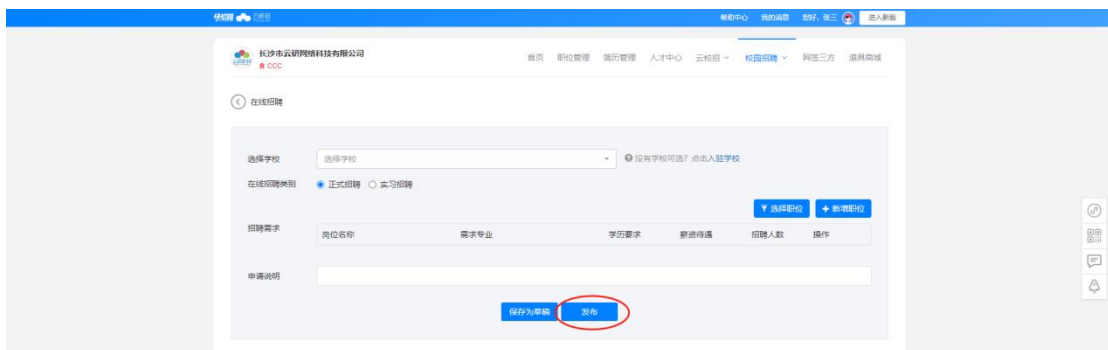 快就业 云研
帮助中心 我的消息 您好，张三 进入新版
长沙市云研网络科技有限公司
CCC
首页 职位管理 简历管理 人才中心 云校招 校园招聘 网签三方 道具商城
在线招聘
选择学校 选择学校 没有学校可选？点击入驻学校
在线招聘类别 正式招聘 实习招聘
选择职位 + 新增职位
招聘需求
岗位名称 需求专业 学历要求 薪资待遇 招聘人数 操作
申请说明
保存为草稿 发布